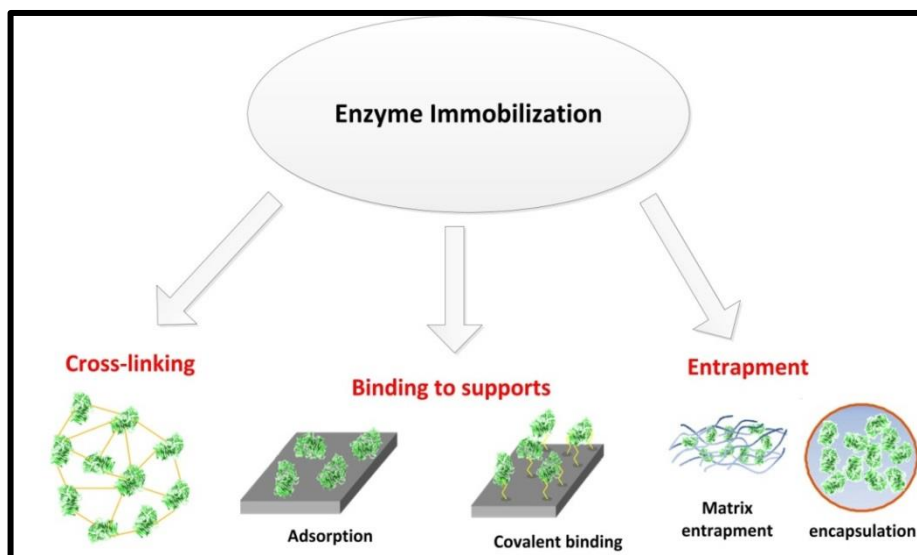 Enzyme Immobilization
Cross-linking
Binding to supports
Entrapment
Adsorption
Covalent binding
Matrix
entrapment
encapsulation